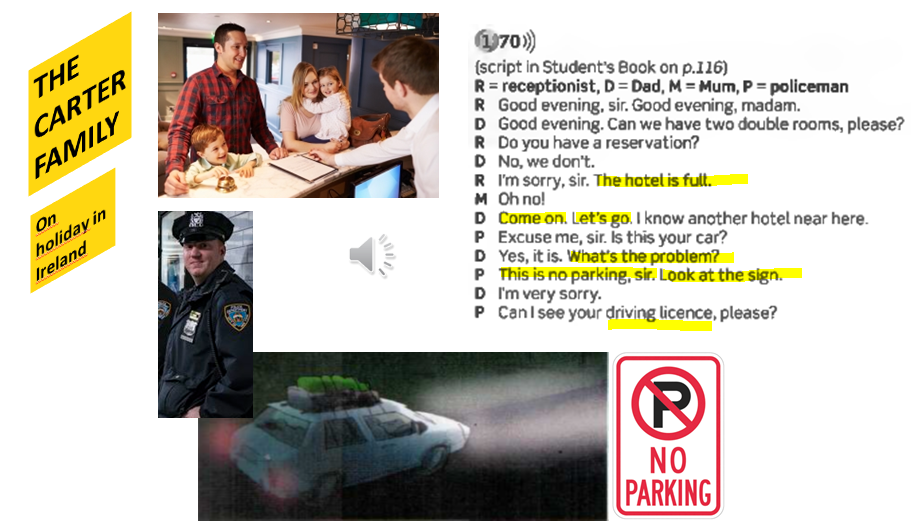 THE
CARTER
FAMILY
On
holiday in
Ireland
1 70))
(script in Student's Book on p.116)
R = receptionist, D = Dad, M = Mum, P = policeman
R Good evening, sir. Good evening, madam.
D Good evening. Can we have two double rooms, please?
R Do you have a reservation?
D No, we don't.
R I'm sorry, sir. The hotel is full.
M Oh no!
D Come on. Let's go. I know another hotel near here.
P Excuse me, sir. Is this your car?
D Yes, it is. What's the problem?
P This is no parking, sir. Look at the sign.
D I'm very sorry.
P Can I see your driving licence, please?
P
NO
PARKING